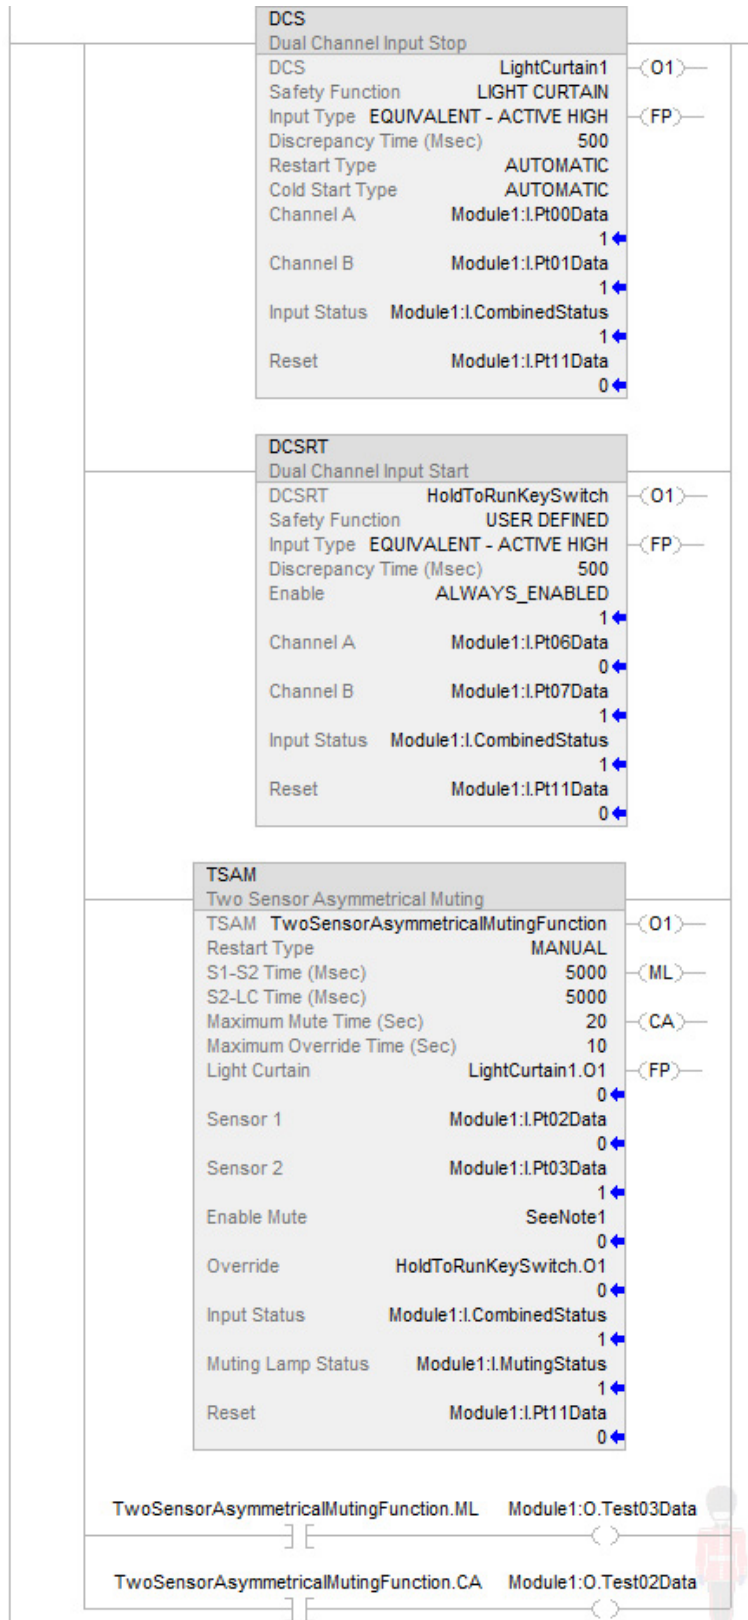 DCS
Dual Channel Input Stop
DCS LightCurtain1 O1
Safety Function LIGHT CURTAIN
Input Type EQUIVALENT - ACTIVE HIGH FP
Discrepancy Time (Msec) 500
Restart Type AUTOMATIC
Cold Start Type AUTOMATIC
Channel A Module1:I.Pt00Data
1
Channel B Module1:I.Pt01Data
1
Input Status Module1:I.CombinedStatus
1
Reset Module1:I.Pt11Data
0
DCSRT
Dual Channel Input Start
DCSRT HoldToRunKeySwitch O1
Safety Function USER DEFINED
Input Type EQUIVALENT - ACTIVE HIGH FP
Discrepancy Time (Msec) 500
Enable ALWAYS_ENABLED
1
Channel A Module1:I.Pt06Data
0
Channel B Module1:I.Pt07Data
1
Input Status Module1:I.CombinedStatus
1
Reset Module1:I.Pt11Data
0
TSAM
Two Sensor Asymmetrical Muting
TSAM TwoSensorAsymmetricalMutingFunction O1
Restart Type MANUAL
S1-S2 Time (Msec) 5000 ML
S2-LC Time (Msec) 5000
Maximum Mute Time (Sec) 20 CA
Maximum Override Time (Sec) 10
Light Curtain LightCurtain1.O1 FP
0
Sensor 1 Module1:I.Pt02Data
0
Sensor 2 Module1:I.Pt03Data
1
Enable Mute SeeNote1
0
Override HoldToRunKeySwitch.O1
0
Input Status Module1:I.CombinedStatus
1
Muting Lamp Status Module1:I.MutingStatus
1
Reset Module1:I.Pt11Data
0
TwoSensorAsymmetricalMutingFunction.ML Module1:O.Test03Data
TwoSensorAsymmetricalMutingFunction.CA Module1:O.Test02Data